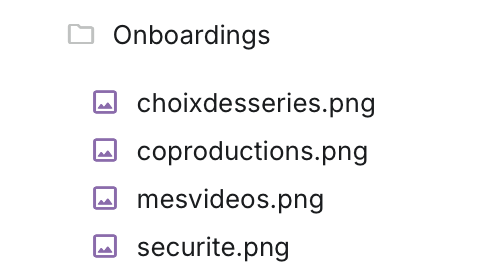 Onboardings
choixdesseries.png
coproductions.png
mesvideos.png
securite.png